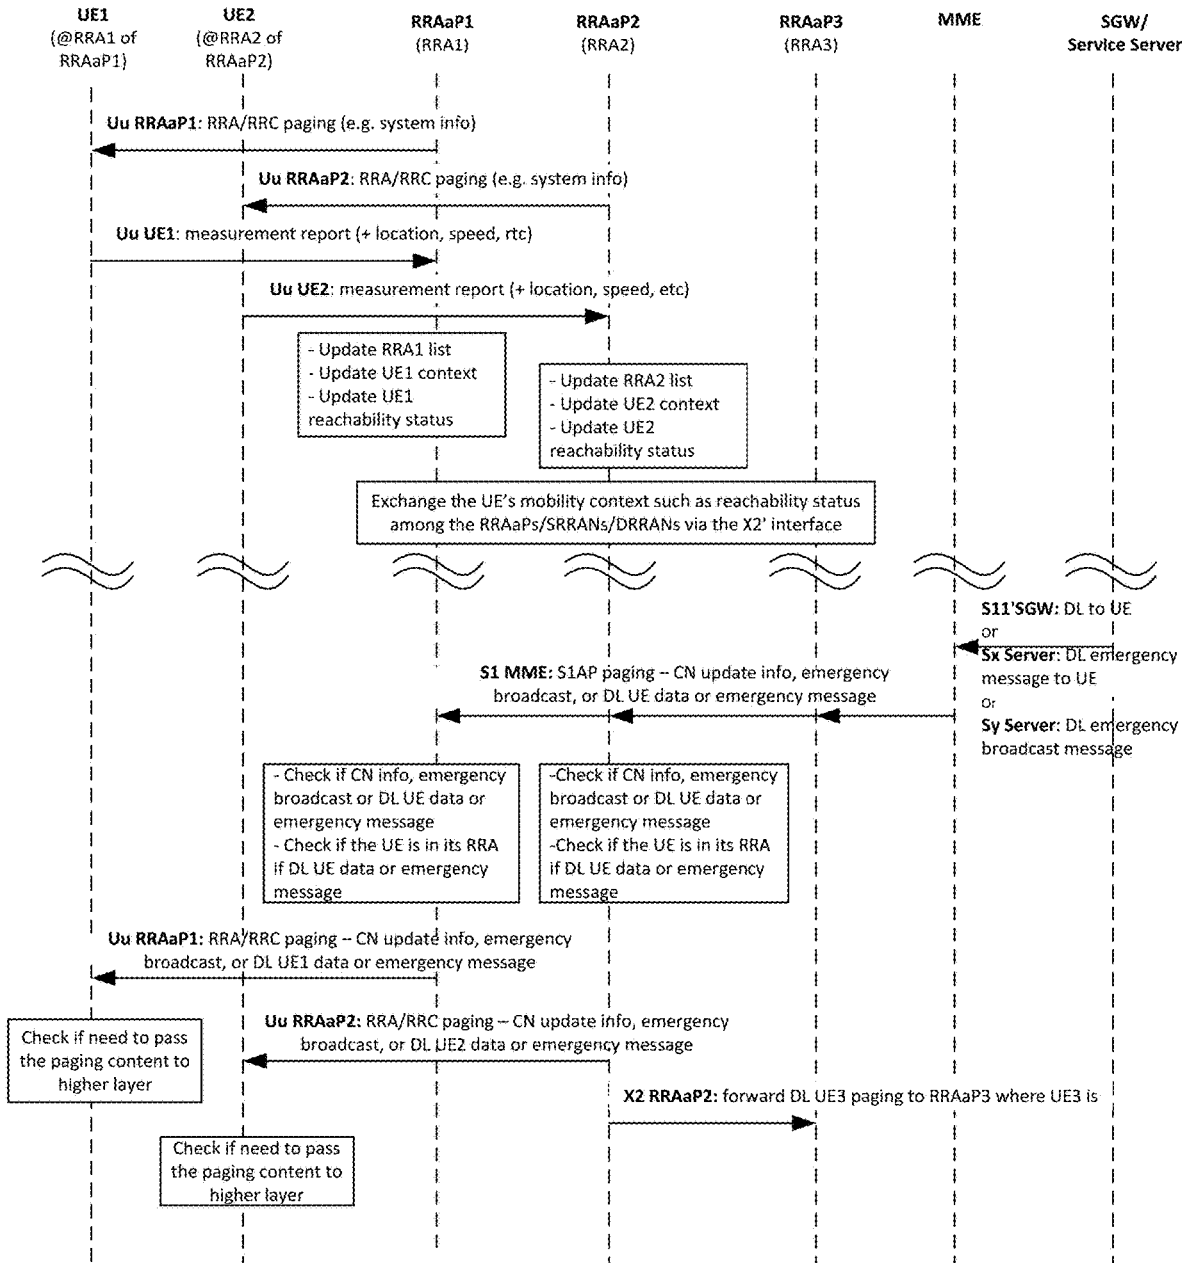 UE1
(@RRA1 of
RRAaP1)
UE2
(@RRA2 of
RRAaP2)
RRAaP1
(RRA1)
RRAaP2
(RRA2)
RRAaP3
(RRA3)
MME
SGW/
Service Server
Uu RRAaP1: RRA/RRC paging (e.g. system info)
Uu RRAaP2: RRA/RRC paging (e.g. system info)
Uu UE1: measurement report (+ location, speed, rtc)
Uu UE2: measurement report (+ location, speed, etc)
- Update RRA1 list
- Update UE1 context
- Update UE1
reachability status
- Update RRA2 list
- Update UE2 context
- Update UE2
reachability status
Exchange the UE's mobility context such as reachability status
among the RRAaPs/SRRANs/DRRANs via the X2' interface
S11'SGW: DL to UE
or
Sx Server: DL emergency
message to UE
Or
Sy Server: DL emergency
broadcast message
S1 MME: S1AP paging – CN update info, emergency
broadcast, or DL UE data or emergency message
- Check if CN info, emergency
broadcast or DL UE data or
emergency message
- Check if the UE is in its RRA
if DL UE data or emergency
message
-Check if CN info, emergency
broadcast or DL UE data or
emergency message
-Check if the UE is in its RRA
if DL UE data or emergency
message
Uu RRAaP1: RRA/RRC paging – CN update info, emergency
broadcast, or DL UE1 data or emergency message
Uu RRAaP2: RRA/RRC paging – CN update info, emergency
broadcast, or DL UE2 data or emergency message
Check if need to pass
the paging content to
higher layer
X2 RRAaP2: forward DL UE3 paging to RRAaP3 where UE3 is
Check if need to pass
the paging content to
higher layer